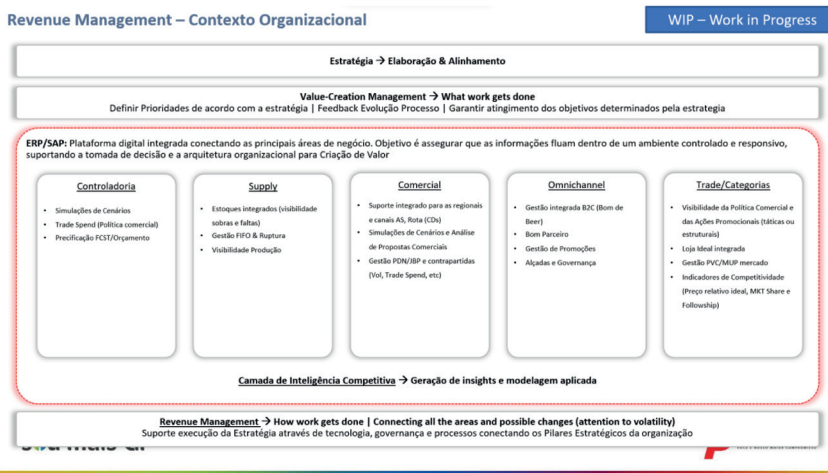 Revenue Management – Contexto Organizacional
WIP – Work in Progress
Estratégia → Elaboração & Alinhamento
Value-Creation Management → What work gets done
Definir Prioridades de acordo com a estratégia | Feedback Evolução Processo | Garantir atingimento dos objetivos determinados pela estrategia
ERP/SAP: Plataforma digital integrada conectando as principais áreas de negócio. Objetivo é assegurar que as informações fluam dentro de um ambiente controlado e responsivo,
suportando a tomada de decisão e a arquitetura organizacional para Criação de Valor
Controladoria
• Simulações de Cenários
• Trade Spend (Política comercial)
• Precificação FCST/Orçamento
Supply
• Estoques integrados (visibilidade
sobras e faltas)
• Gestão FIFO & Ruptura
• Visibilidade Produção
Comercial
• Suporte integrado para as regionais
e canais AS, Rota (CDs)
• Simulações de Cenários e Análise
de Propostas Comerciais
• Gestão PDN/JBP e contrapartidas
(Vol, Trade Spend, etc)
Omnichannel
• Gestão integrada B2C (Bom de
Beer)
• Bom Parceiro
• Gestão de Promoções
• Alçadas e Governança
Trade/Categorias
• Visibilidade da Política Comercial e
das Ações Promocionais (táticas ou
estruturais)
• Loja Ideal integrada
• Gestão PVC/MUP mercado
• Indicadores de Competitividade
(Preço relativo ideal, MKT Share e
Followship)
Camada de Inteligência Competitiva → Geração de insights e modelagem aplicada
Revenue Management → How work gets done | Connecting all the areas and possible changes (attention to volatility)
Suporte execução da Estratégia através de tecnologia, governança e processos conectando os Pilares Estratégicos da organização